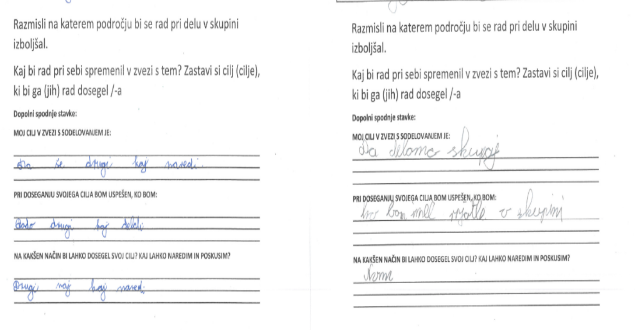 Razmisli na katerem področju bi se rad pri delu v skupini
izboljšal.
Kaj bi rad pri sebi spremenil v zvezi s tem? Zastavi si cilj (cilje),
ki bi ga (jih) rad dosegel /-a
Dopolni spodnje stavke:
MOJ CILJ V ZVEZI S SODELOVANJEM JE:
Da še drugi kaj naredi
PRI DOSEGANJU SVOJEGA CILJA BOM USPEŠEN, KO BOM:
drugi kaj delali
NA KAKŠEN NAČIN BI LAHKO DOSEGEL SVOJ CILJ? KAJ LAHKO NAREDIM IN POSKUSIM?
Drugi naj kaj nared.
Razmisli na katerem področju bi se rad pri delu v skupini
izboljšal.
Kaj bi rad pri sebi spremenil v zvezi s tem? Zastavi si cilj (cilje),
ki bi ga (jih) rad dosegel /-a
Dopolni spodnje stavke:
MOJ CILJ V ZVEZI S SODELOVANJEM JE:
Da delamo skupaj
PRI DOSEGANJU SVOJEGA CILJA BOM USPEŠEN, KO BOM:
ko bom v skupini
NA KAKŠEN NAČIN BI LAHKO DOSEGEL SVOJ CILJ? KAJ LAHKO NAREDIM IN POSKUSIM?